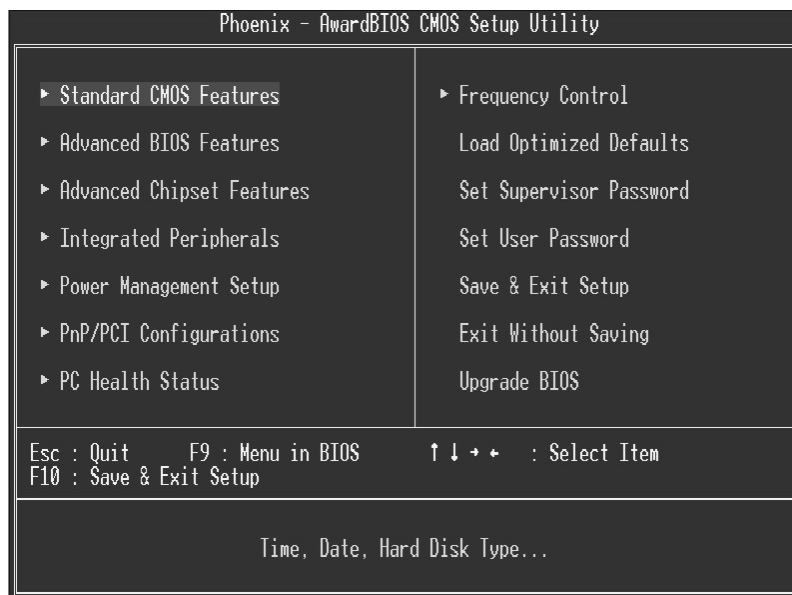 Phoenix - AwardBIOS CMOS Setup Utility
▸ Standard CMOS Features
▸ Advanced BIOS Features
▸ Advanced Chipset Features
▸ Integrated Peripherals
▸ Power Management Setup
▸ PnP/PCI Configurations
▸ PC Health Status
▸ Frequency Control
Load Optimized Defaults
Set Supervisor Password
Set User Password
Save & Exit Setup
Exit Without Saving
Upgrade BIOS
Esc : Quit F9 : Menu in BIOS ↑ ↓ → ← : Select Item
F10 : Save & Exit Setup
Time, Date, Hard Disk Type...